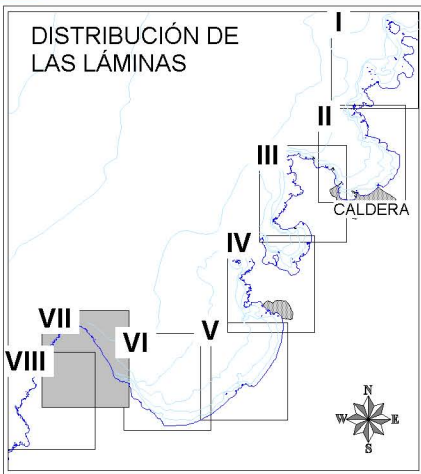 DISTRIBUCIÓN DE
LAS LÁMINAS
I
II
III
CALDERA
IV
VII
VI
V
VIII
N
W E
S